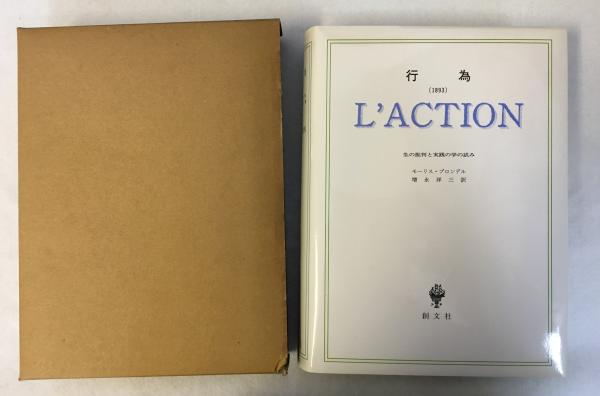 行為
(1893)
L'ACTION
生の批判と実践の学の試み
モーリス・ブロンデル
増永洋三訳
創文社